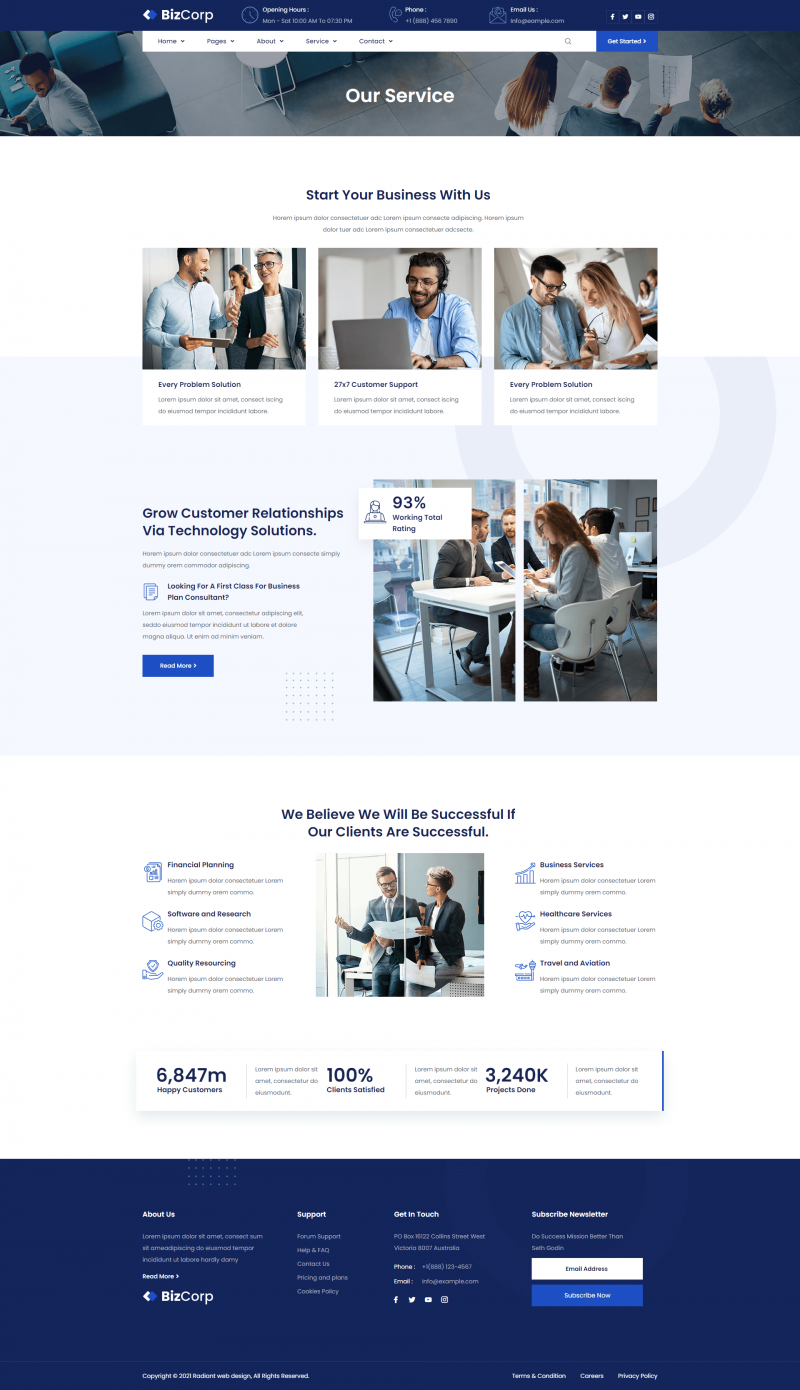 BizCorp
Opening Hours :
Mon - Sat 10:00 AM To 07:30 PM
Phone :
+1 (888) 456 7890
Email Us :
Info@eample.com
Home
Pages
About
Service
Contact
Get Started
Our Service
Start Your Business With Us
Horem ipsum dolor consectetuer adc Lorem ipsum consecte adipiscing. Horem ipsum
dolor tuer adc Lorem ipsum consectetuer adcsecte.
Every Problem Solution
Lorem ipsum dolor sit amet, consect iscing
do eiusmod tempor incididunt labore.
27x7 Customer Support
Lorem ipsum dolor sit amet, consect iscing
do eiusmod tempor incididunt labore.
Every Problem Solution
Lorem ipsum dolor sit amet, consect iscing
do eiusmod tempor incididunt labore.
93%
Working Total
Rating
Grow Customer Relationships
Via Technology Solutions.
Horem ipsum dolor consectetuer adc Lorem ipsum consecte simply
dummy orem commodor adipiscing.
Looking For A First Class For Business
Plan Consultant?
Lorem ipsum dolor sit amet, consectetur adipiscing elit,
seddo eiusmod tempor incididunt ut labore et dolore
magna aliqua. Ut enim ad minim veniam.
Read More
We Believe We Will Be Successful If
Our Clients Are Successful.
Financial Planning
Horem ipsum dolor consectetuer Lorem
simply dummy orem commo.
Software and Research
Horem ipsum dolor consectetuer Lorem
simply dummy orem commo.
Quality Resourcing
Horem ipsum dolor consectetuer Lorem
simply dummy orem commo.
Business Services
Horem ipsum dolor consectetuer Lorem
simply dummy orem commo.
Healthcare Services
Horem ipsum dolor consectetuer Lorem
simply dummy orem commo.
Travel and Aviation
Horem ipsum dolor consectetuer Lorem
simply dummy orem commo.
6,847m
Happy Customers
Lorem ipsum dolor sit
amet, consectetur do
eiusmodunt.
100%
Clients Satisfied
Lorem ipsum dolor sit
amet, consectetur do
eiusmodunt.
3,240K
Projects Done
Lorem ipsum dolor sit
amet, consectetur do
eiusmodunt.
About Us
Lorem ipsum dolor sit amet, consect sum
sit ameadipiscing do eiusmod tempor
incididunt ut labore hordly damy
Read More
BizCorp
Support
Forum Support
Help & FAQ
Contact Us
Pricing and plans
Cookies Policy
Get In Touch
PO Box 16122 Collins Street West
Victoria 8007 Australia
Phone : +1(888) 123-4567
Email : info@example.com
Subscribe Newsletter
Do Success Mission Better Than
Seth Godin
Email Address
Subscribe Now
Copyright © 2021 Radiant web design, All Rights Reserved.
Terms & Condition
Careers
Privacy Policy